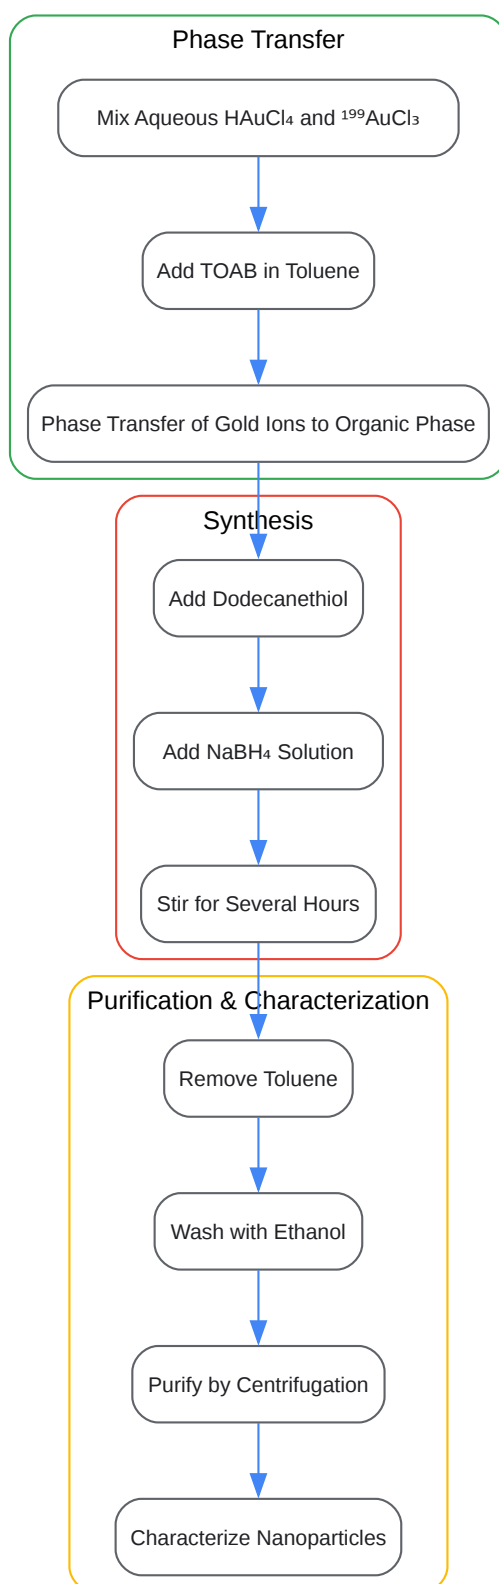 Phase Transfer
Mix Aqueous HAuCl₄ and ¹⁹⁹AuCl₃
Add TOAB in Toluene
Phase Transfer of Gold Ions to Organic Phase
Synthesis
Add Dodecanethiol
Add NaBH₄ Solution
Stir for Several Hours
Purification & Characterization
Remove Toluene
Wash with Ethanol
Purify by Centrifugation
Characterize Nanoparticles